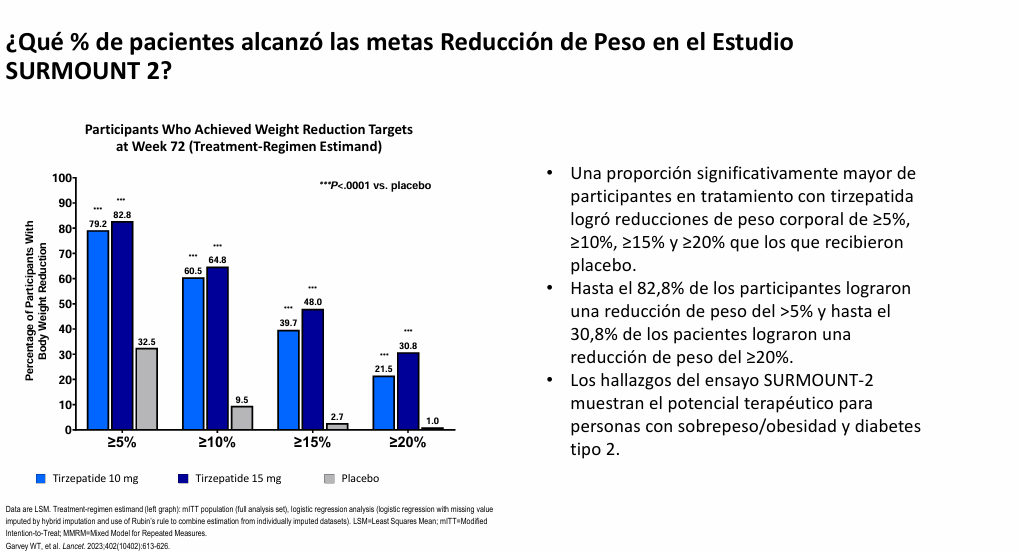 ¿Qué % de pacientes alcanzó las metas Reducción de Peso en el Estudio
SURMOUNT 2?
Participants Who Achieved Weight Reduction Targets
at Week 72 (Treatment-Regimen Estimand)
***P<.0001 vs. placebo
Percentage of Participants With
Body Weight Reduction
100
90
80
70
60
50
40
30
20
10
0
*** 79.2
*** 82.8
32.5
*** 60.5
*** 64.8
9.5
*** 39.7
*** 48.0
2.7
*** 21.5
*** 30.8
1.0
≥5% ≥10% ≥15% ≥20%
Tirzepatide 10 mg Tirzepatide 15 mg Placebo
• Una proporción significativamente mayor de
participantes en tratamiento con tirzepatida
logró reducciones de peso corporal de ≥5%,
≥10%, ≥15% y ≥20% que los que recibieron
placebo.
• Hasta el 82,8% de los participantes lograron
una reducción de peso del >5% y hasta el
30,8% de los pacientes lograron una
reducción de peso del ≥20%.
• Los hallazgos del ensayo SURMOUNT-2
muestran el potencial terapéutico para
personas con sobrepeso/obesidad y diabetes
tipo 2.
Data are LSM. Treatment-regimen estimand (left graph): mITT population (full analysis set), logistic regression analysis (logistic regression with missing value
imputed by hybrid imputation and use of Rubin's rule to combine estimation from individually imputed datasets). LSM=Least Squares Mean; mITT=Modified
Intention-to-Treat; MMRM=Mixed Model for Repeated Measures.
Garvey WT, et al. Lancet. 2023;402(10402):613-626.